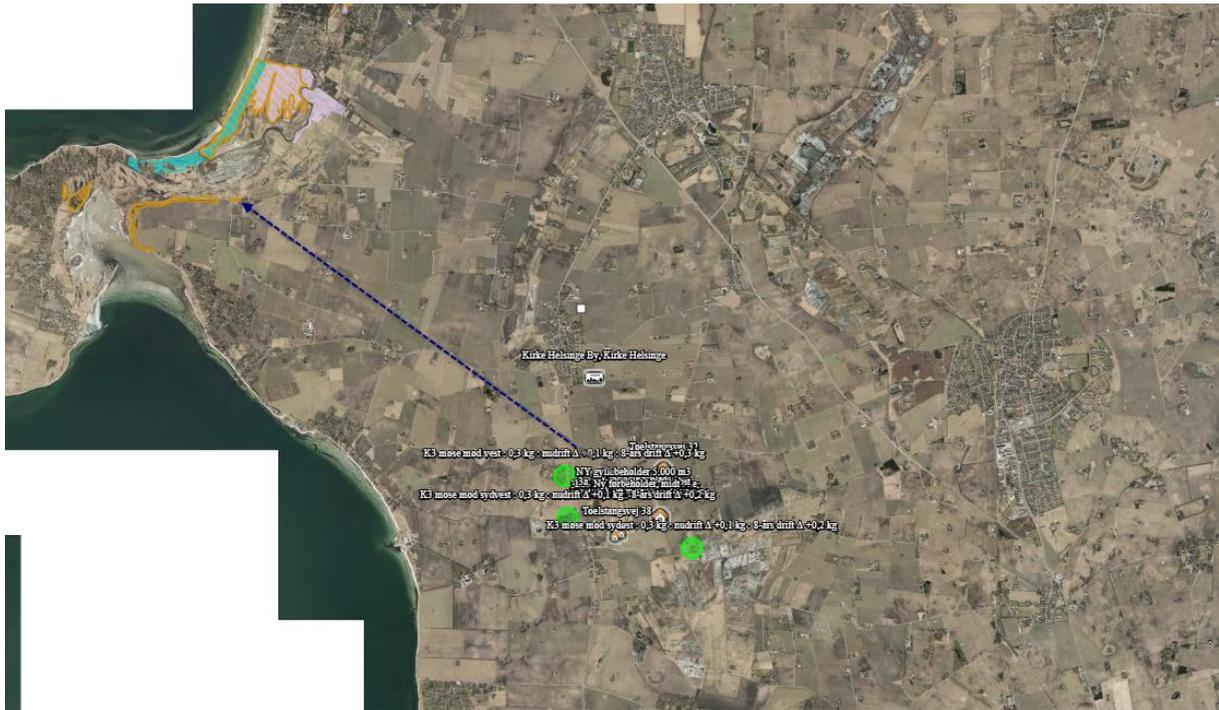 Kirke Helsinge By, Kirke Helsinge
Toelstangsvej 32
K3 mose mod vest : 0,3 kg : nudrift Δ +0,1 kg : 8-års drift Δ +0,3 kg
NY gyllebeholder 5.000 m3
Ny forbeholder, midt
K3 mose mod sydvest : 0,3 kg : nudrift Δ +0,1 kg : 8-års drift Δ +0,2 kg
Toelstangsvej 38
K3 mose mod sydøst : 0,3 kg : nudrift Δ +0,1 kg : 8-års drift Δ +0,2 kg